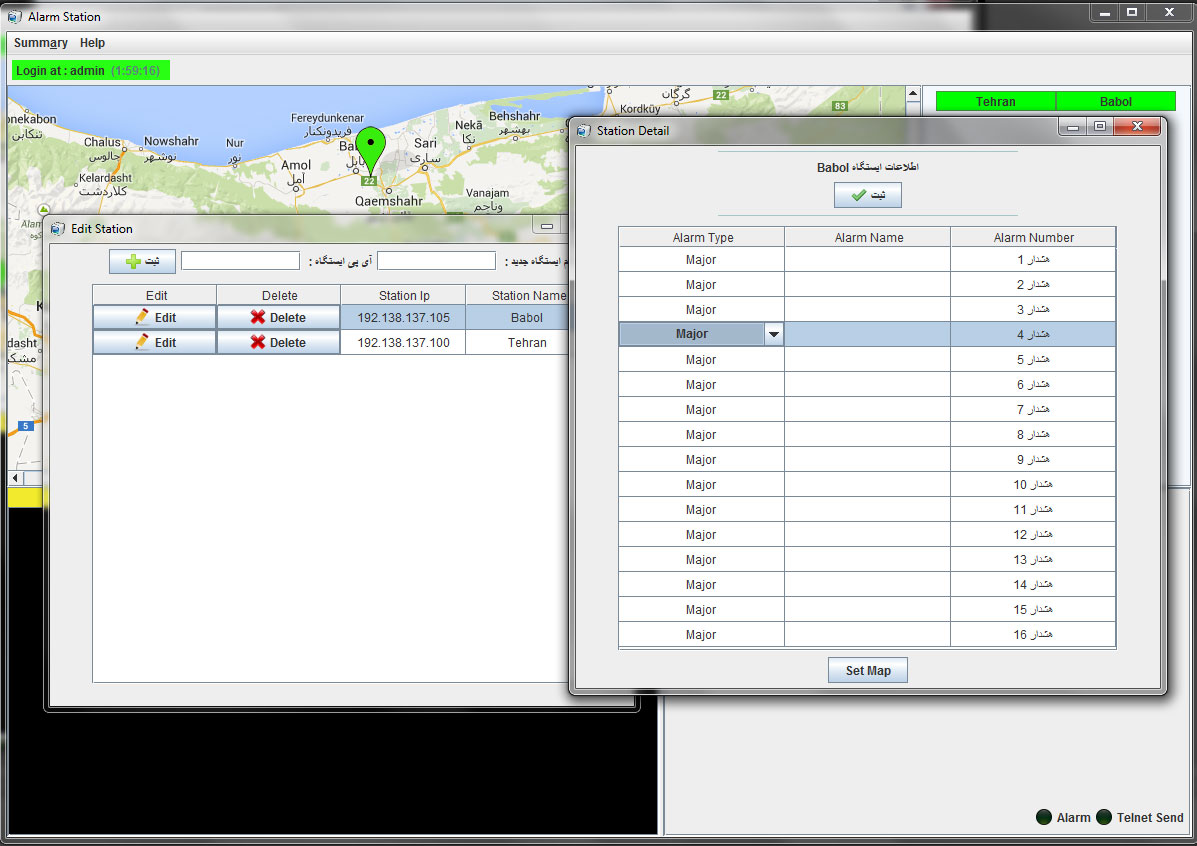 Alarm Station
Summary Help
Login at : admin (1:59:16)
Tehran Babol
گرگان
22
83
Kordküy
Behshahr
بهشهر
Nekā
نکا
Fereydunkenar
فریدونکنار
Sari
ساری
Chalus
چالوس
Nowshahr
نوشهر
Nur
نور
Amol
آمل
بابل
22
Kelardasht
کلاردشت
Qaemshahr
Vanajam
وناجم
تنکابن
5
Edit Station
ثبت
آی پی ایستگاه :
ایستگاه جدید :
Edit Delete Station Ip Station Name
Edit Delete 192.138.137.105 Babol
Edit Delete 192.138.137.100 Tehran
Station Detail
اطلاعات ایستگاه Babol
ثبت
Alarm Type Alarm Name Alarm Number
Major هشدار 1
Major هشدار 2
Major هشدار 3
Major هشدار 4
Major هشدار 5
Major هشدار 6
Major هشدار 7
Major هشدار 8
Major هشدار 9
Major هشدار 10
Major هشدار 11
Major هشدار 12
Major هشدار 13
Major هشدار 14
Major هشدار 15
Major هشدار 16
Set Map
Alarm Telnet Send